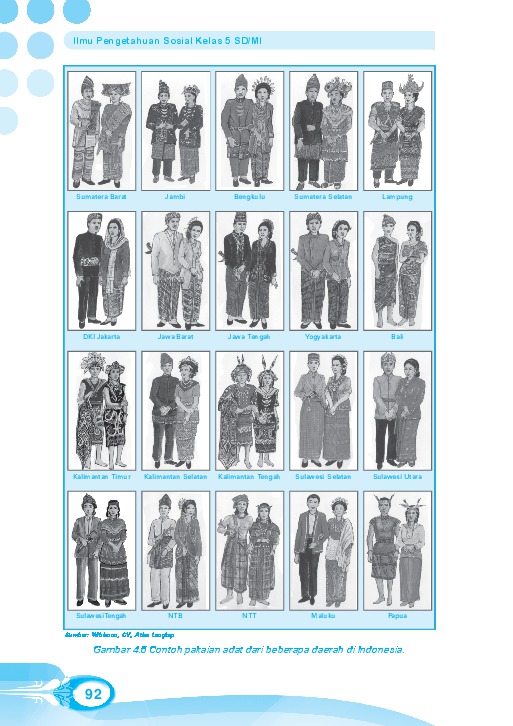 Ilmu Pengetahuan Sosial Kelas 5 SD/MI
Sumatera Barat
Jambi
Bengkulu
Sumatera Selatan
Lampung
DKI Jakarta
Jawa Barat
Jawa Tengah
Yogyakarta
Bali
Kalimantan Timur
Kalimantan Selatan
Kalimantan Tengah
Sulawesi Selatan
Sulawesi Utara
Sulawesi Tengah
NTB
NTT
Maluku
Papua
Sumber: Wibisono, CV, Atlas Lengkap
Gambar 4.6 Contoh pakaian adat dari beberapa daerah di Indonesia.
92